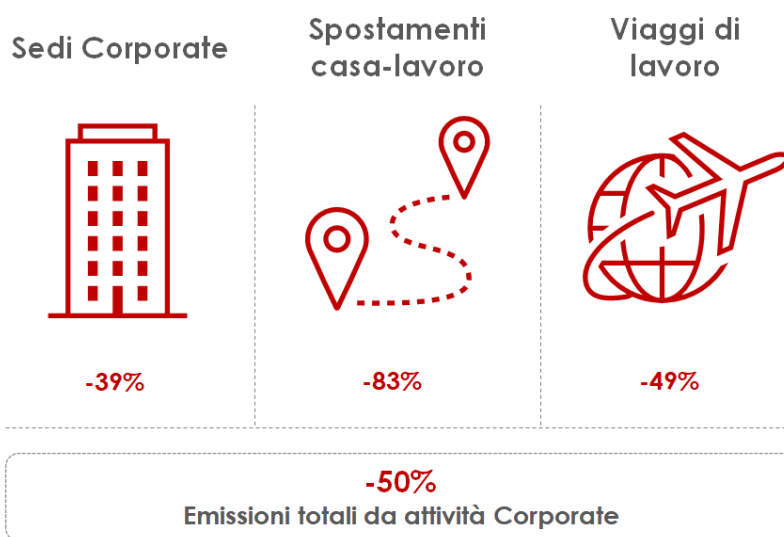 Sedi Corporate
Spostamenti
casa-lavoro
Viaggi di
lavoro
-39%
-83%
-49%
-50%
Emissioni totali da attività Corporate